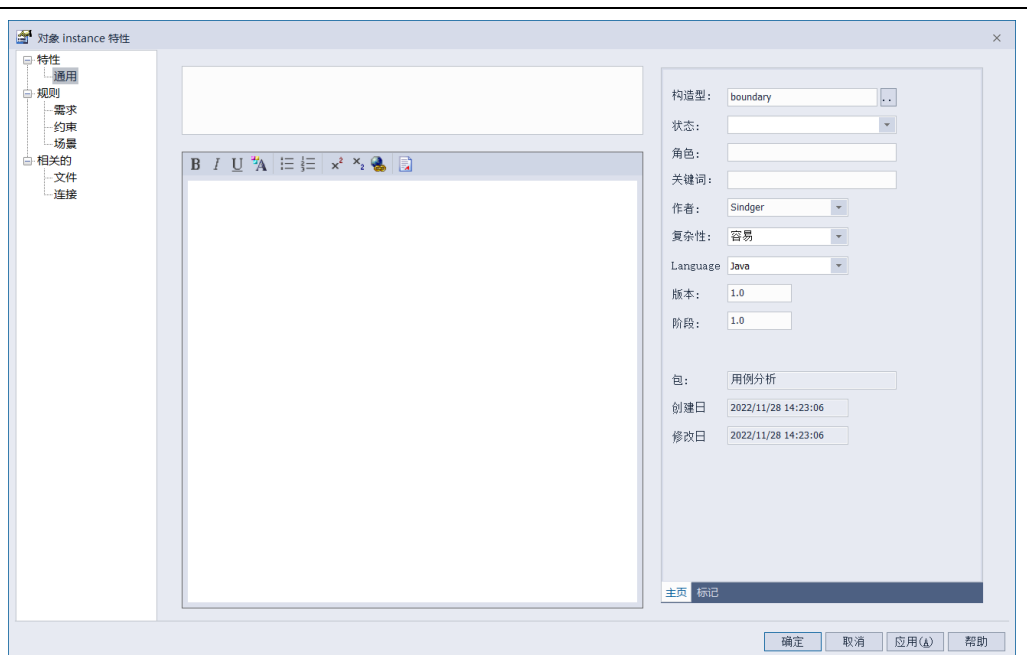 对象 instance 特性
特性
通用
规则
需求
约束
场景
相关的
文件
连接
B I U A x² ×₂
构造型： boundary ..
状态：
角色：
关键词：
作者： Sindger
复杂性： 容易
Language Java
版本： 1.0
阶段： 1.0
包： 用例分析
创建日 2022/11/28 14:23:06
修改日 2022/11/28 14:23:06
主页 标记
确定 取消 应用(A) 帮助